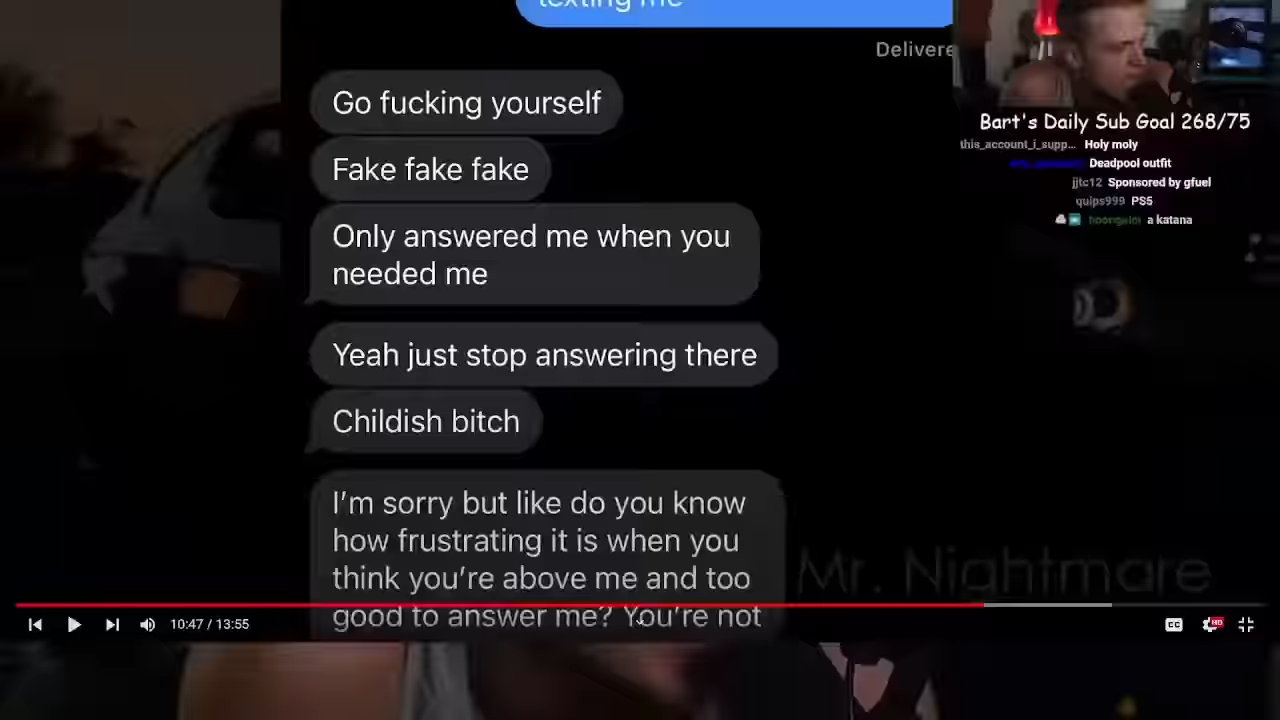 texting me
Delivere
Go fucking yourself
Fake fake fake
Only answered me when you
needed me
Yeah just stop answering there
Childish bitch
I'm sorry but like do you know
how frustrating it is when you
think you're above me and too
good to answer me? You're not
Mr. Nightmare
10:47 / 13:55
CC
HD
Bart's Daily Sub Goal 268/75
this_account_i_supp... Holy moly
Deadpool outfit
jjtc12 Sponsored by gfuel
quips999 PS5
a katana